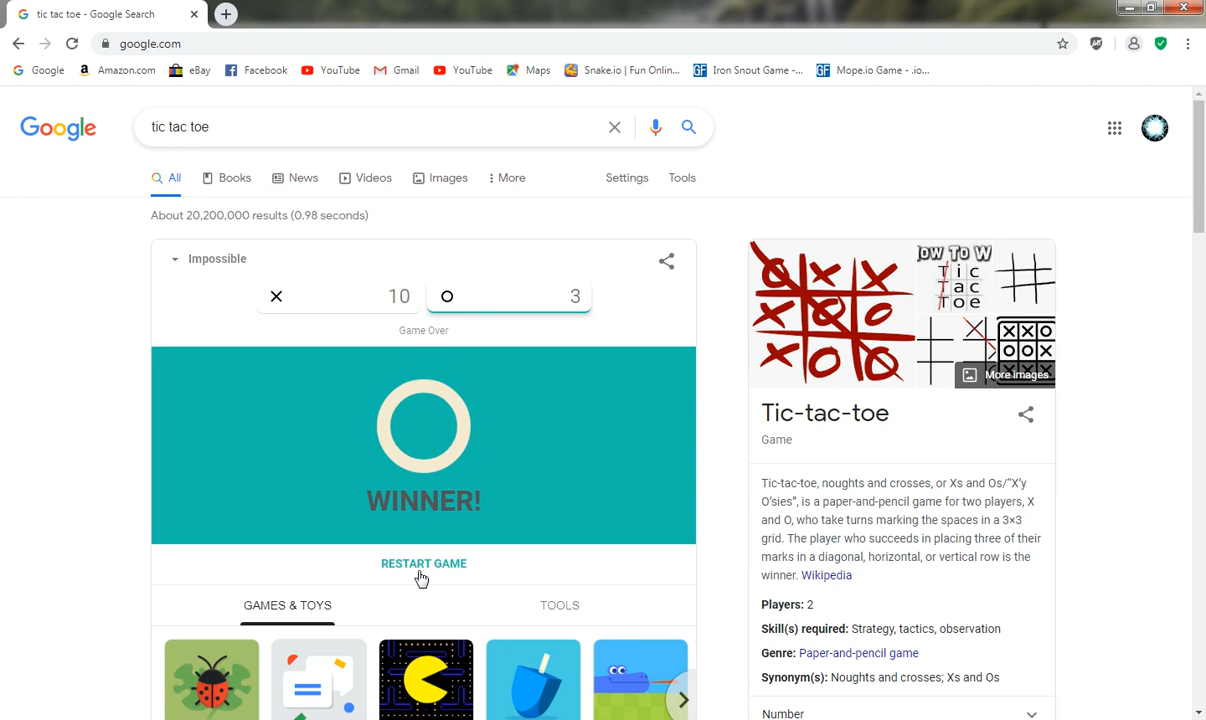 tic tac toe - Google Search
google.com
Google
Amazon.com
eBay
Facebook
YouTube
Gmail
YouTube
Maps
Snake.io | Fun Onlin...
Iron Snout Game -...
Mope.io Game - .io...
Google
tic tac toe
All
Books
News
Videos
Images
More
Settings
Tools
About 20,200,000 results (0.98 seconds)
Impossible
10
3
Game Over
WINNER!
RESTART GAME
GAMES & TOYS
TOOLS
Tic
Tac
Toe
More images
Tic-tac-toe
Game
Tic-tac-toe, noughts and crosses, or Xs and Os/"X'y
O'sies", is a paper-and-pencil game for two players, X
and O, who take turns marking the spaces in a 3×3
grid. The player who succeeds in placing three of their
marks in a diagonal, horizontal, or vertical row is the
winner. Wikipedia
Players: 2
Skill(s) required: Strategy, tactics, observation
Genre: Paper-and-pencil game
Synonym(s): Noughts and crosses; Xs and Os
Number